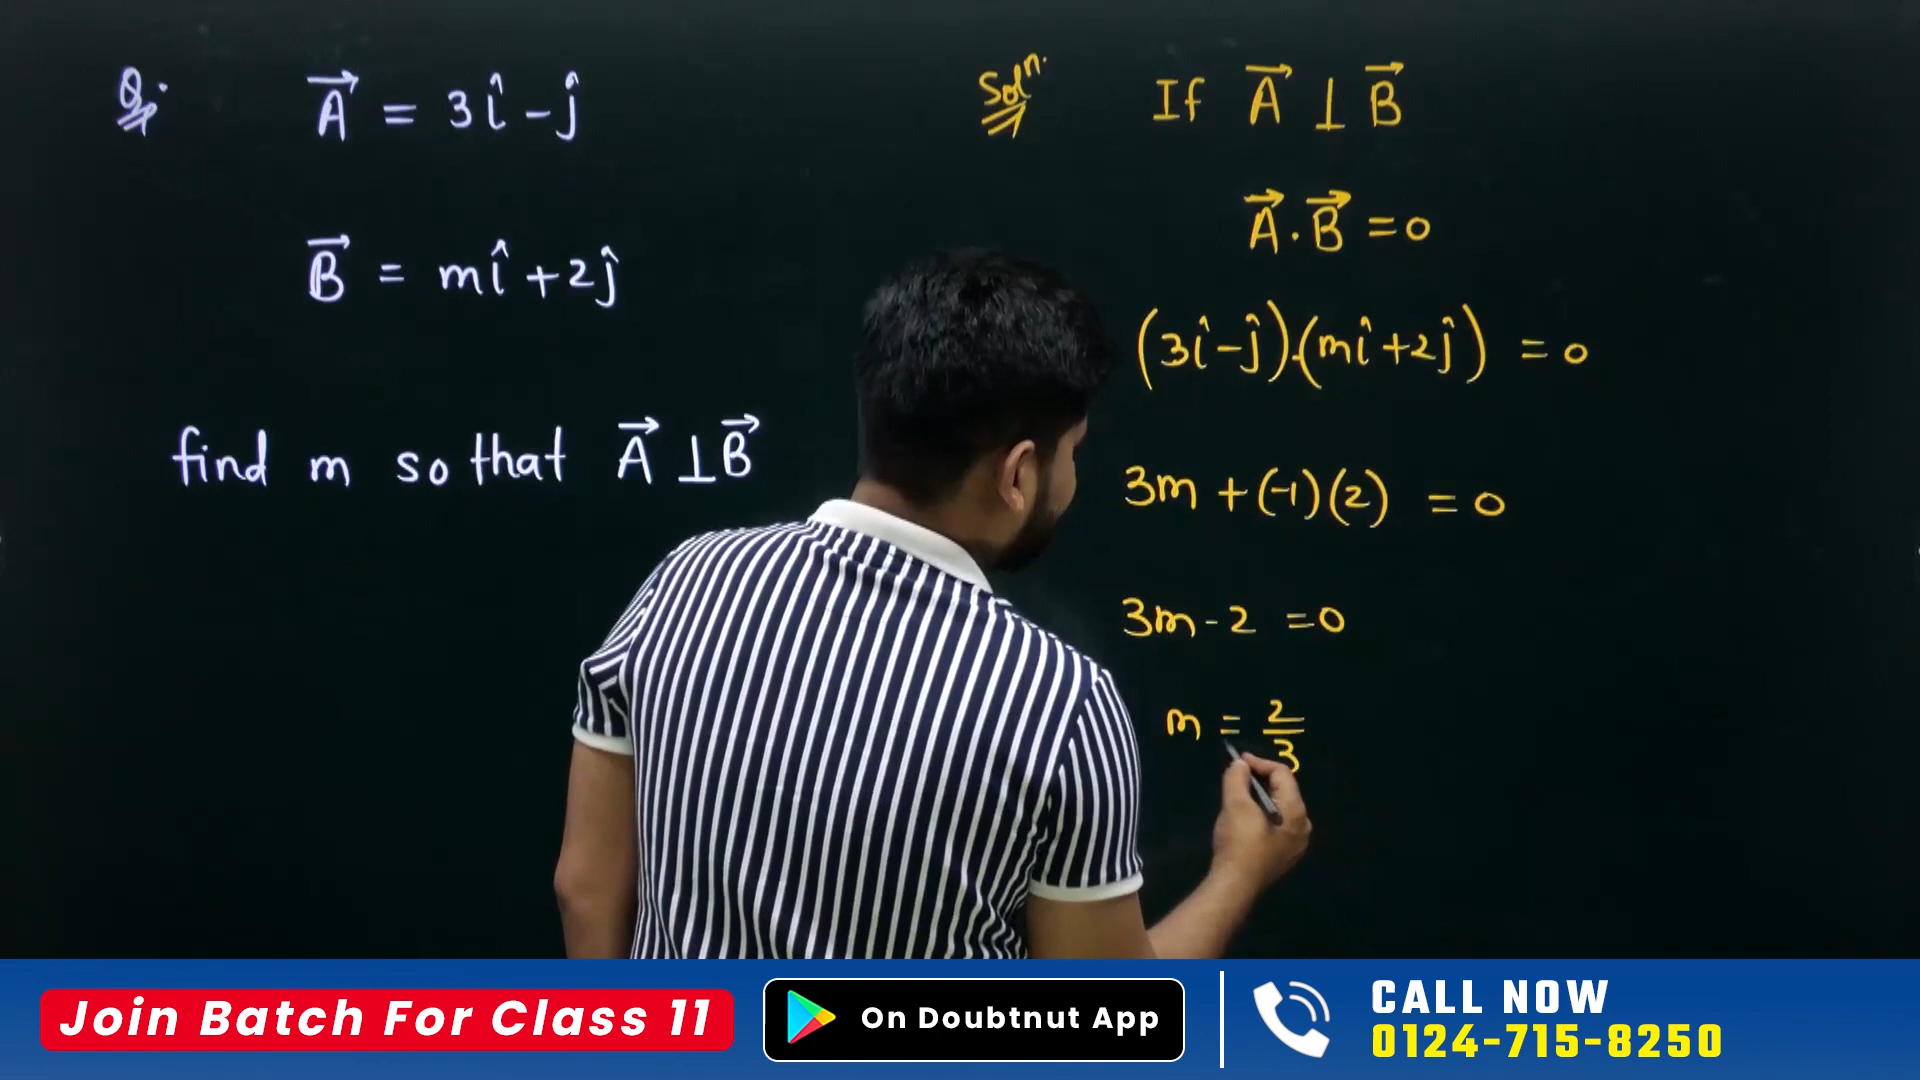 Q. A⃗ = 3î - ĵ
B⃗ = mî + 2ĵ
find m so that A⃗ ⊥ B⃗
Solⁿ. If A⃗ ⊥ B⃗
A⃗ . B⃗ = 0
(3î - ĵ).(mî + 2ĵ) = 0
3m + (-1)(2) = 0
3m - 2 = 0
m = 2/3
Join Batch For Class 11
On Doubtnut App
CALL NOW
0124-715-8250